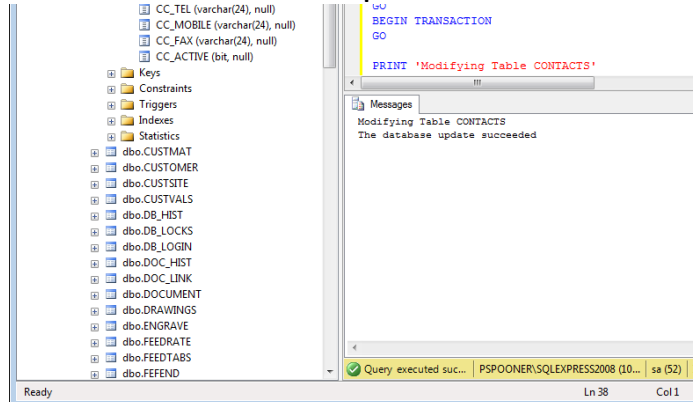 CC_TEL (varchar(24), null)
CC_MOBILE (varchar(24), null)
CC_FAX (varchar(24), null)
CC_ACTIVE (bit, null)
Keys
Constraints
Triggers
Indexes
Statistics
dbo.CUSTMAT
dbo.CUSTOMER
dbo.CUSTSITE
dbo.CUSTVALS
dbo.DB_HIST
dbo.DB_LOCKS
dbo.DB_LOGIN
dbo.DOC_HIST
dbo.DOC_LINK
dbo.DOCUMENT
dbo.DRAWINGS
dbo.ENGRAVE
dbo.FEEDRATE
dbo.FEEDTABS
dbo.FEFEND
GO
BEGIN TRANSACTION
GO
PRINT 'Modifying Table CONTACTS'
Messages
Modifying Table CONTACTS
The database update succeeded
Query executed suc... PSPOONER\SQLEXPRESS2008 (10... sa (52)
Ready Ln 38 Col 1